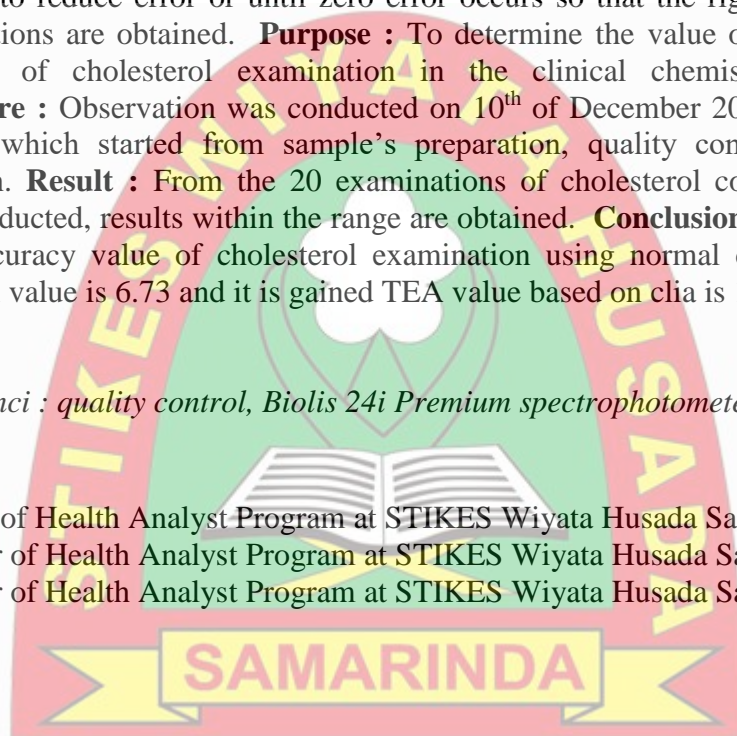 to reduce error or until zero error occurs so that the rig
ions are obtained. Purpose : To determine the value o
of cholesterol examination in the clinical chemis
re : Observation was conducted on 10th of December 20
which started from sample's preparation, quality con
n. Result : From the 20 examinations of cholesterol co
ducted, results within the range are obtained. Conclusion
curacy value of cholesterol examination using normal
value is 6.73 and it is gained TEA value based on clia is
nci : quality control, Biolis 24i Premium spectrophotomete
of Health Analyst Program at STIKES Wiyata Husada Sa
r of Health Analyst Program at STIKES Wiyata Husada Sa
r of Health Analyst Program at STIKES Wiyata Husada Sa
STIKES WIYATA HUSADA
SAMARINDA